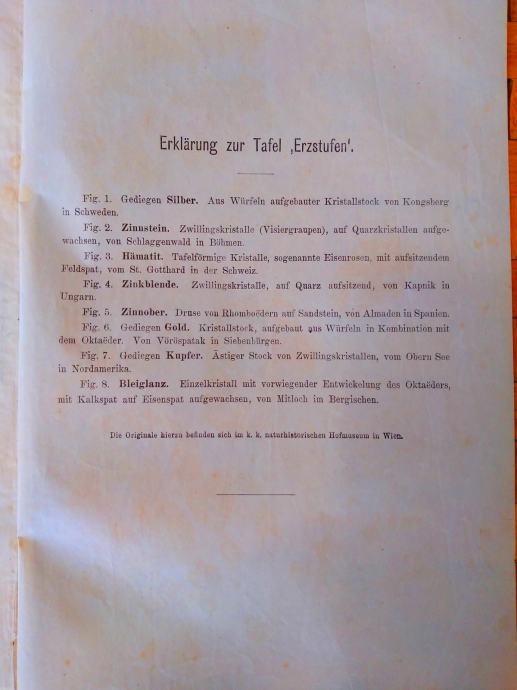 Erklärung zur Tafel ‚Erzstufen‘.
Fig. 1. Gediegen Silber. Aus Würfeln aufgebauter Kristallstock von Kongsberg
in Schweden.
Fig. 2. Zinnstein. Zwillingskristalle (Visiergraupen), auf Quarzkristallen aufge-
wachsen, von Schlaggenwald in Böhmen.
Fig. 3. Hämatit. Tafelförmige Kristalle, sogenannte Eisenrosen, mit aufsitzendem
Feldspat, vom St. Gotthard in der Schweiz.
Fig. 4. Zinkblende. Zwillingskristalle, auf Quarz aufsitzend, von Kapnik in
Ungarn.
Fig. 5. Zinnober. Druse von Rhomboëdern auf Sandstein, von Almaden in Spanien.
Fig. 6. Gediegen Gold. Kristallstock, aufgebaut aus Würfeln in Kombination mit
dem Oktaëder. Von Vöröspatak in Siebenbürgen.
Fig. 7. Gediegen Kupfer. Ästiger Stock von Zwillingskristallen, vom Obern See
in Nordamerika.
Fig. 8. Bleiglanz. Einzelkristall mit vorwiegender Entwickelung des Oktaëders,
mit Kalkspat auf Eisenspat aufgewachsen, von Mitloch im Bergischen.
Die Originale hierzu befinden sich im k. k. naturhistorischen Hofmuseum in Wien.